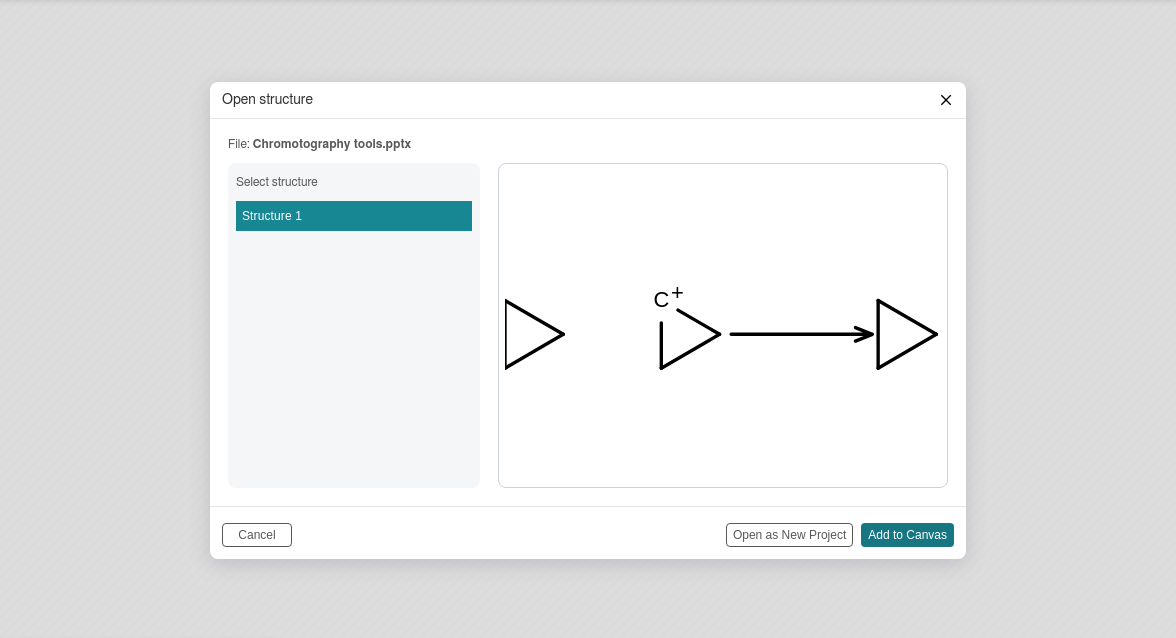 Open structure
File: Chromotography tools.pptx
Select structure
Structure 1
C+
Cancel
Open as New Project
Add to Canvas